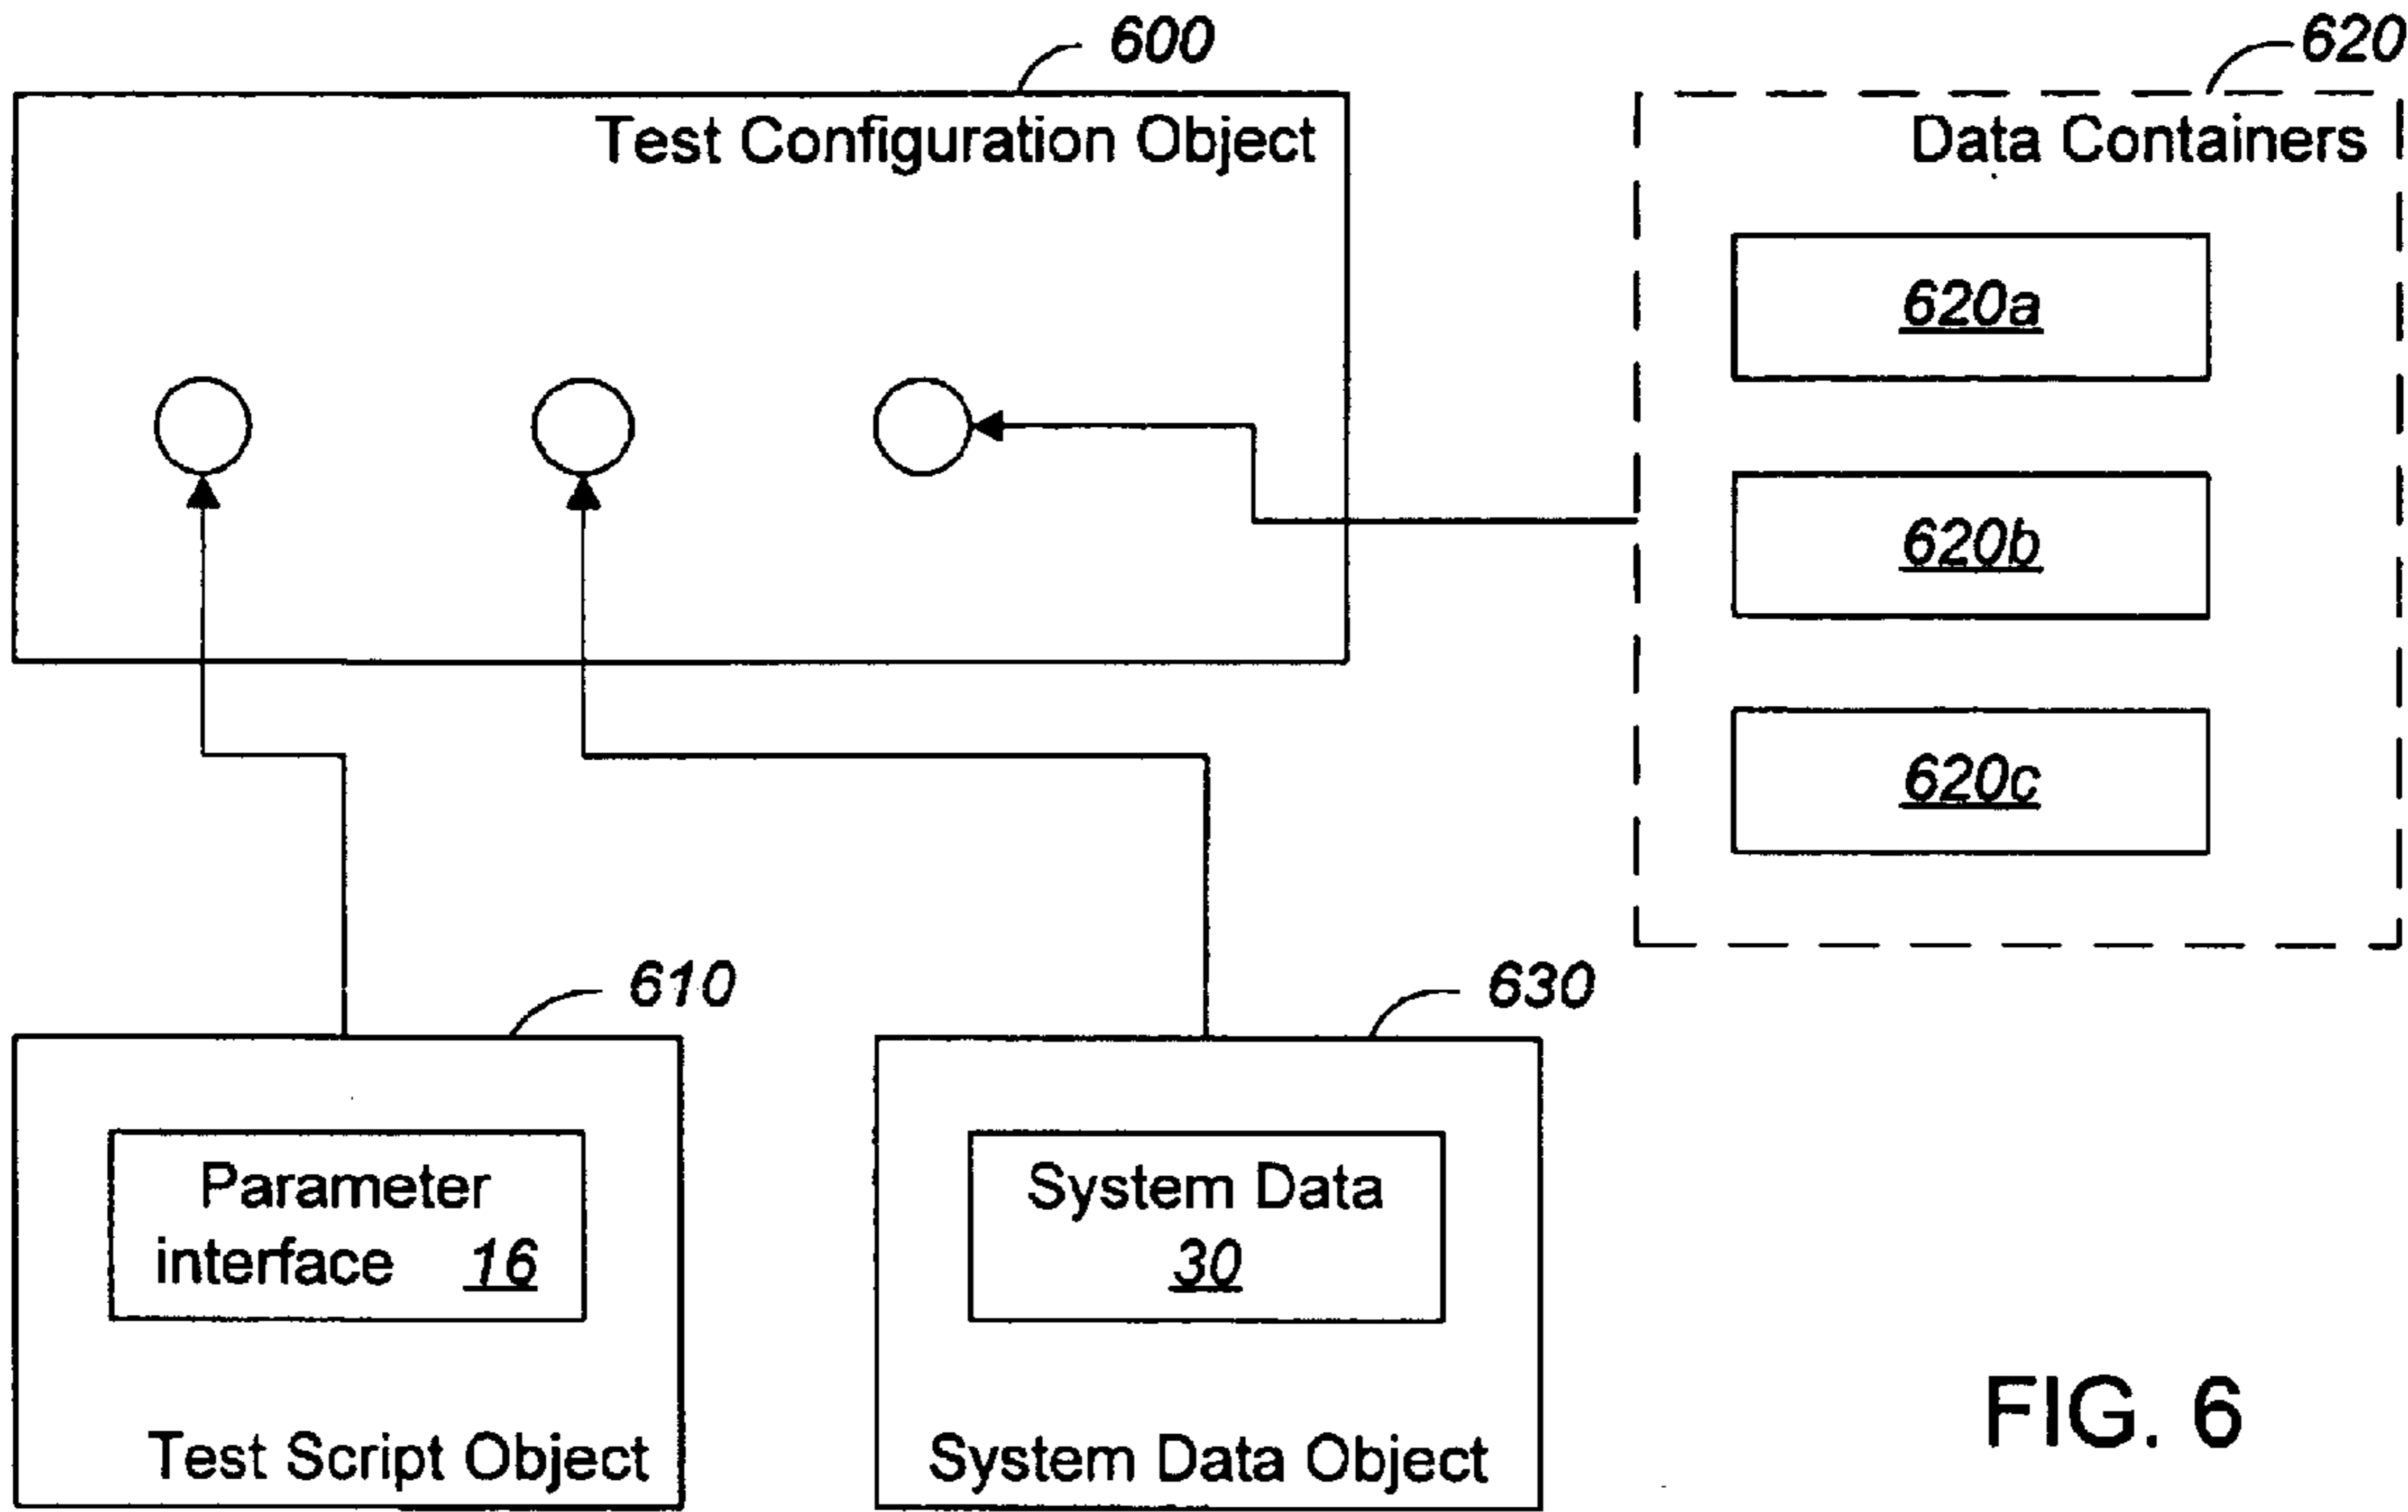 600
620
Test Configuration Object
Data Containers
620a
620b
620c
610
630
Parameter
interface 16
Test Script Object
System Data
30
System Data Object
FIG. 6